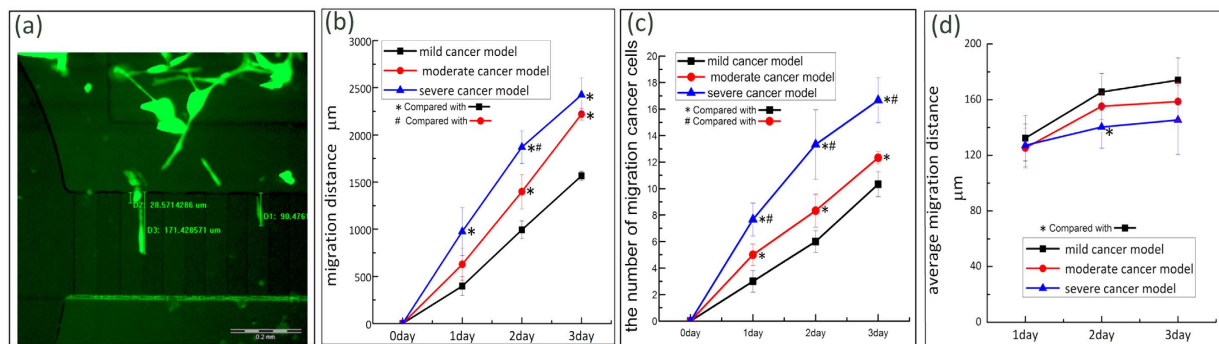 (a)
D2: 28.5714286 um
D3: 171.428571 um
D1: 90.4761
0.2 mm
(b)
migration distance μm
3000
2500
2000
1500
1000
500
0
mild cancer model
moderate cancer model
severe cancer model
* Compared with
# Compared with
*
*
*#
*
*
0day
1day
2day
3day
(c)
the number of migration cancer cells
20
18
16
14
12
10
8
6
4
2
0
mild cancer model
moderate cancer model
severe cancer model
* Compared with
# Compared with
*#
*
*#
*
*#
*
0day
1day
2day
3day
(d)
average migration distance
μm
200
160
120
80
40
0
*
* Compared with
mild cancer model
moderate cancer model
severe cancer model
1day
2day
3day